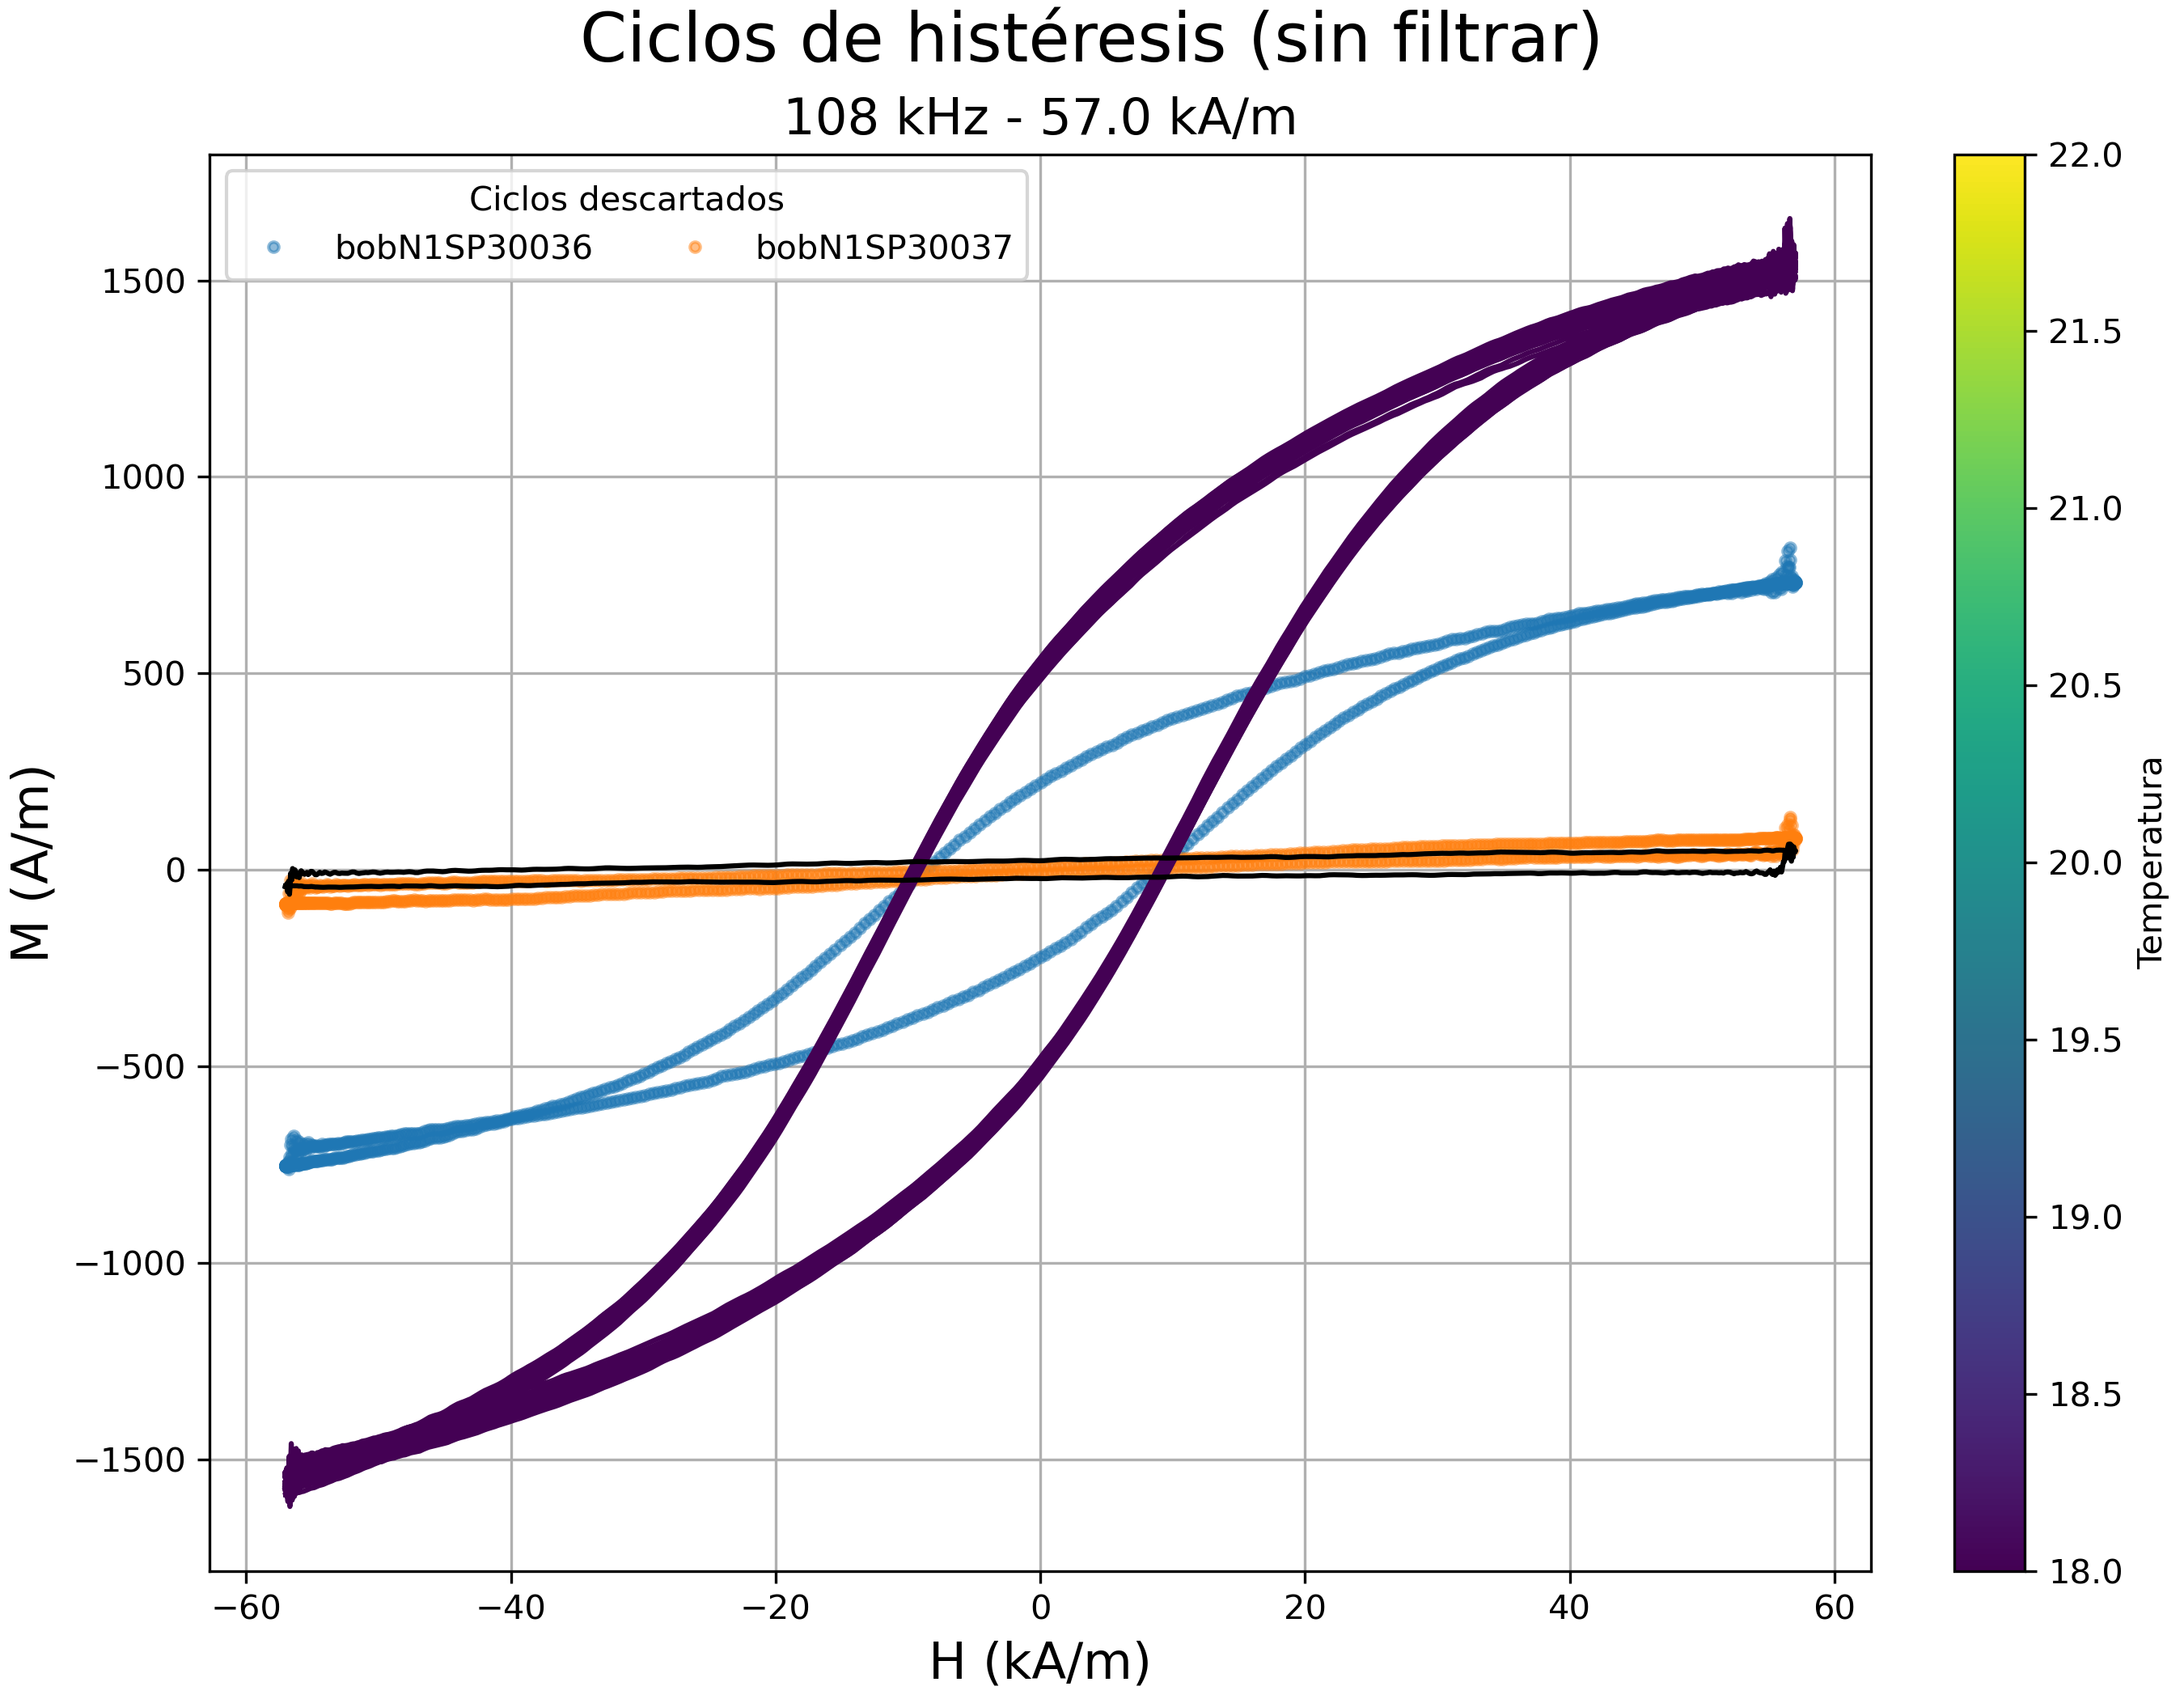 Ciclos de histéresis (sin filtrar)
108 kHz - 57.0 kA/m
Ciclos descartados
bobN1SP30036 bobN1SP30037
M (A/m)
1500
1000
500
0
−500
−1000
−1500
−60 −40 −20 0 20 40 60
H (kA/m)
22.0
21.5
21.0
20.5
20.0
19.5
19.0
18.5
18.0
Temperatura